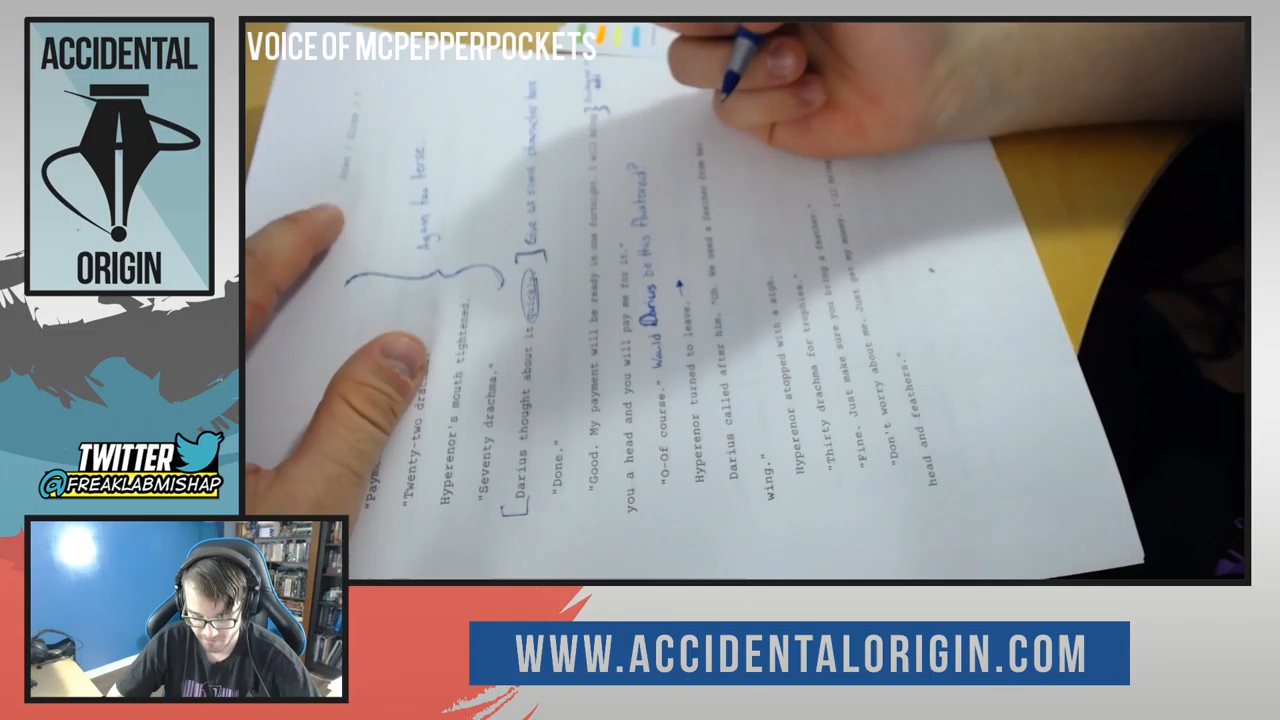 ACCIDENTAL
ORIGIN
VOICE OF MCPEPPERPOCKETS
TWITTER
@FREAKLABMISHAP
Again too terse.
"Twenty-two
Hyperenor's mouth tightened.
"Seventy drachma."
[Darius thought about it quickly.] Give us some character here
"Done."
"Good. My payment will be ready in one fortnight. I will bring
you a head and you will pay me for it."
"O-Of course." Would Darius be this flustered?
Hyperenor turned to leave.
Darius called after him. "Oh. We need a feather from her
wing."
Hyperenor stopped with a sigh.
"Thirty drachma for trophies."
"Fine. Just make sure you bring a feather."
"Don't worry about me. Just get my money. I'll bring
head and feathers."
WWW.ACCIDENTALORIGIN.COM